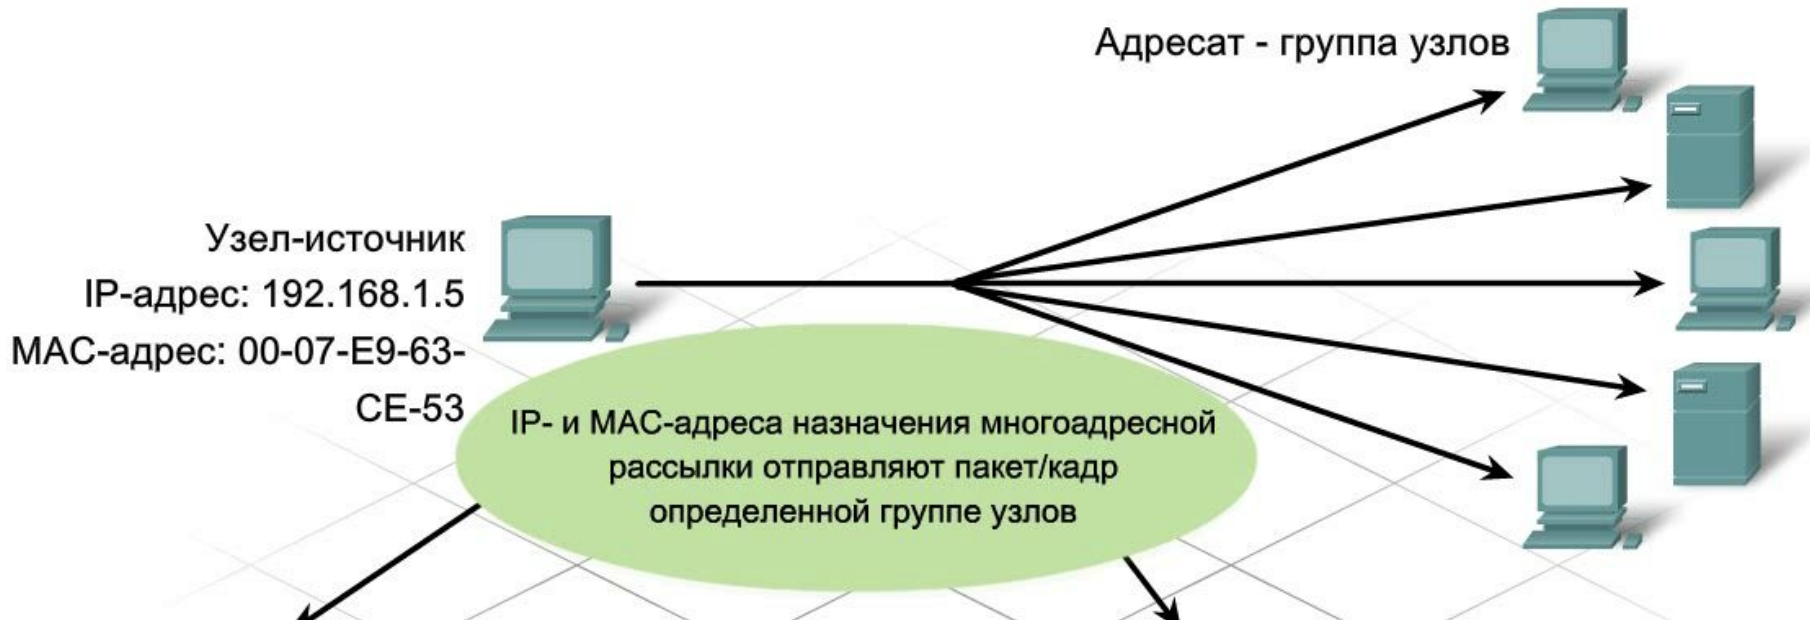 Адресат - группа узлов
Узел-источник
IP-адрес: 192.168.1.5
MAC-адрес: 00-07-E9-63-
CE-53
IP- и MAC-адреса назначения многоадресной
рассылки отправляют пакет/кадр
определенной группе узлов